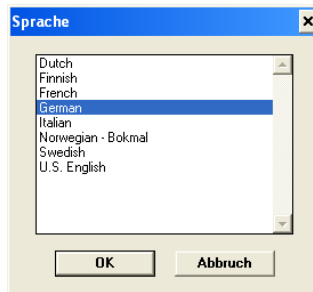 Sprache
Dutch
Finnish
French
German
Italian
Norwegian - Bokmal
Swedish
U.S. English
OK Abbruch